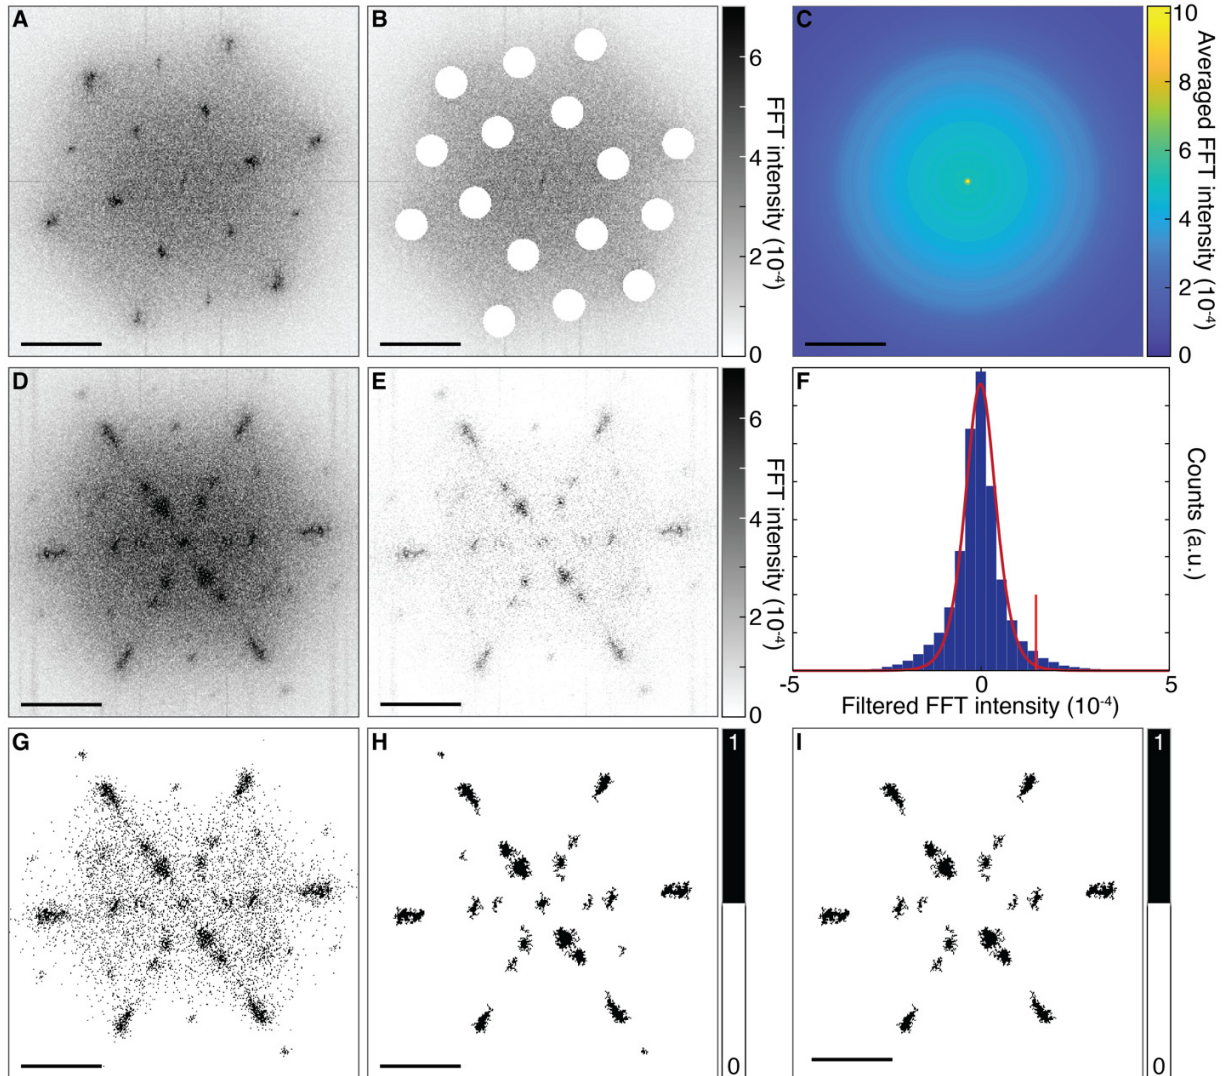 A
B
C
6
4
2
0
FFT intensity (10-4)
10
8
6
4
2
0
Averaged FFT intensity (10-4)
D
E
F
6
4
2
0
FFT intensity (10-4)
Counts (a.u.)
-5
0
5
Filtered FFT intensity (10-4)
G
H
I
1
0
1
0